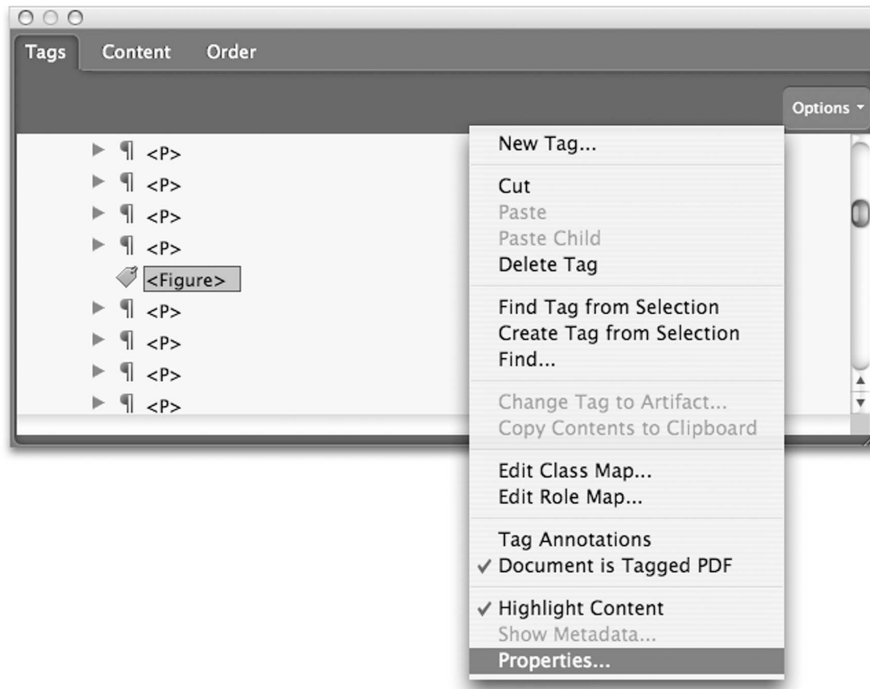 Tags Content Order
Options
<P>
<P>
<P>
<P>
<Figure>
<P>
<P>
<P>
<P>
New Tag...
Cut
Paste
Paste Child
Delete Tag
Find Tag from Selection
Create Tag from Selection
Find...
Change Tag to Artifact...
Copy Contents to Clipboard
Edit Class Map...
Edit Role Map...
Tag Annotations
Document is Tagged PDF
Highlight Content
Show Metadata...
Properties...